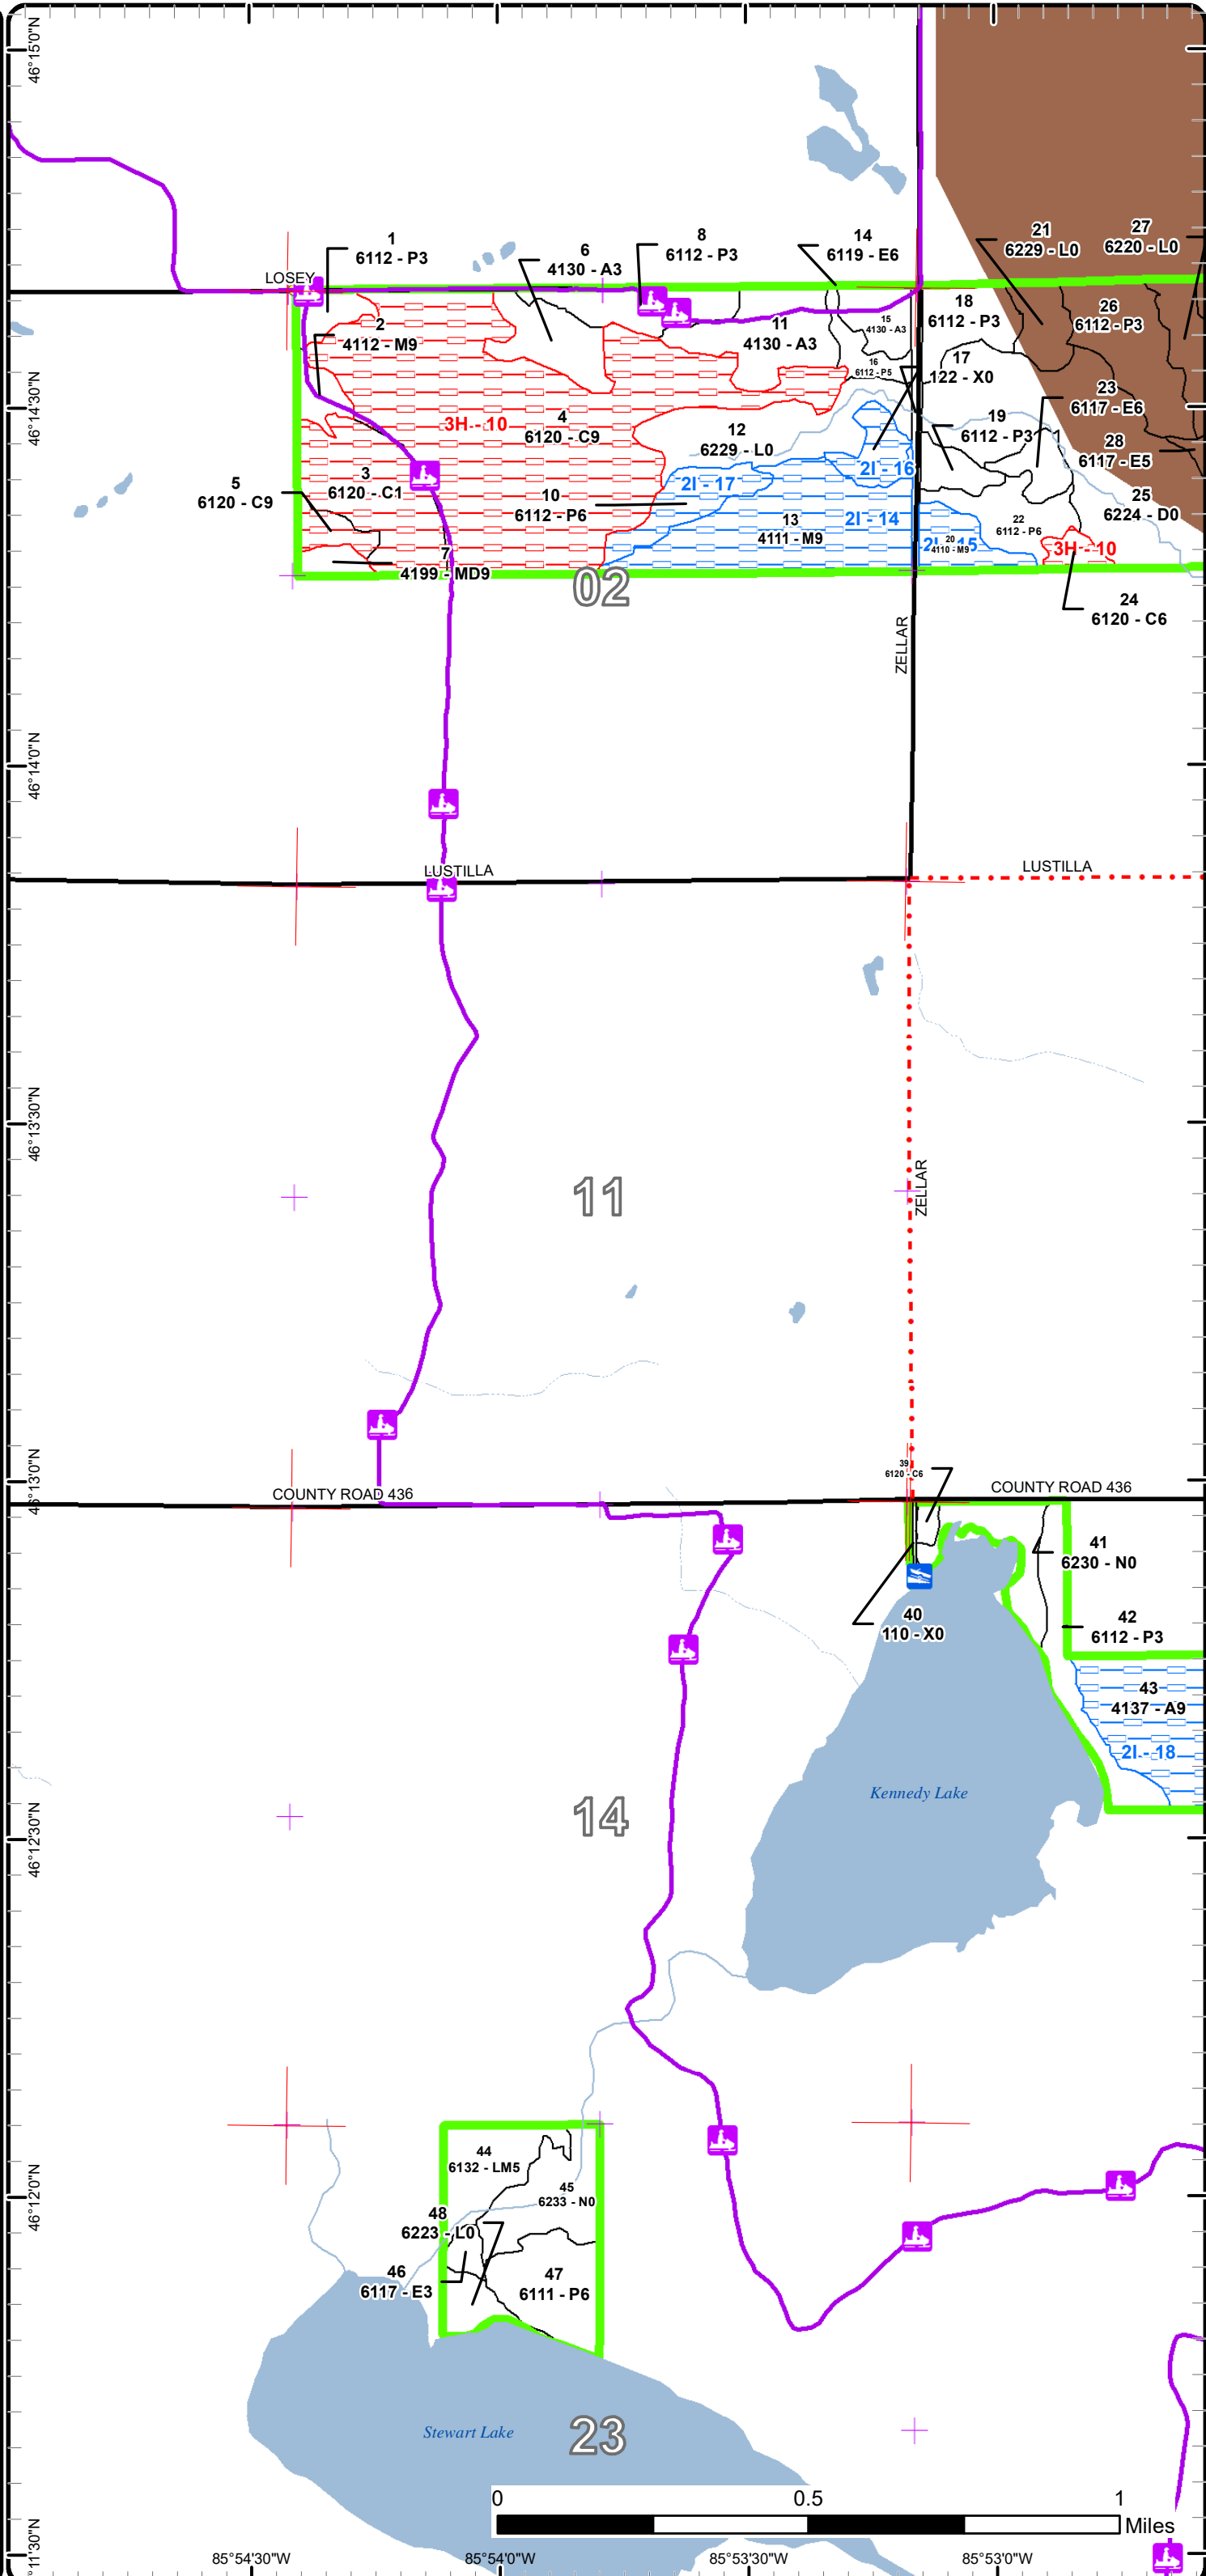 46°15'0"N
1
6112 - P3
6
4130 - A3
8
6112 - P3
14
6119 - E6
21
6229 - L0
27
6220 - L0
LOSEY
2
4112 - M9
11
4130 - A3
15
4130 - A3
16
6112 - P5
18
6112 - P3
26
6112 - P3
17
122 - X0
46°14'30"N
3H - 10
4
6120 - C9
12
6229 - L0
19
6112 - P3
23
6117 - E6
28
6117 - E5
5
6120 - C9
3
6120 - C1
10
6112 - P6
2I - 17
2I - 16
13
4111 - M9
2I - 14
2I - 15
20
4110 - M9
22
6112 - P6
25
6224 - D0
3H - 10
7
4199 - MD9
02
24
6120 - C6
ZELLAR
46°14'0"N
LUSTILLA
LUSTILLA
46°13'30"N
11
ZELLAR
46°13'0"N
39
6120 - C6
COUNTY ROAD 436
COUNTY ROAD 436
41
6230 - N0
40
110 - X0
42
6112 - P3
43
4137 - A9
2I - 18
Kennedy Lake
14
46°12'30"N
44
6132 - LM5
45
6233 - N0
46°12'0"N
48
6223 - L0
46
6117 - E3
47
6111 - P6
Stewart Lake
23
0 0.5 1
Miles
46°11'30"N
85°54'30"W 85°54'0"W 85°53'30"W 85°53'0"W